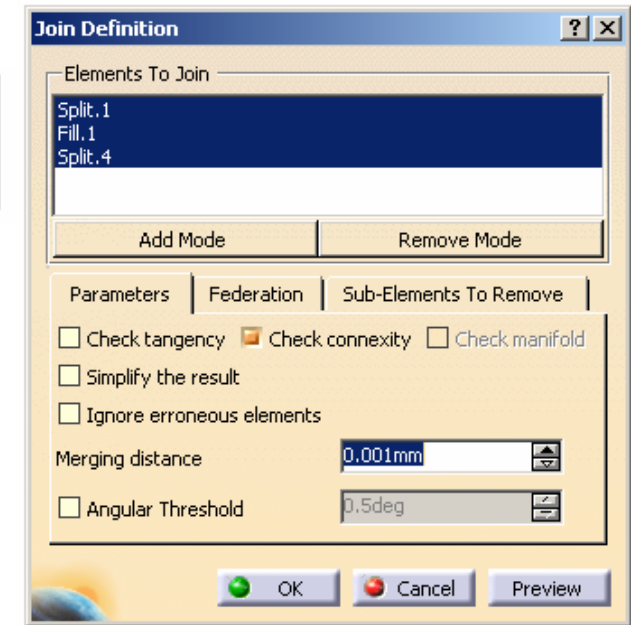 Join Definition
Elements To Join
Split.1
Fill.1
Split.4
Add Mode Remove Mode
Parameters Federation Sub-Elements To Remove
Check tangency Check connexity Check manifold
Simplify the result
Ignore erroneous elements
Merging distance 0.001mm
Angular Threshold 0.5deg
OK Cancel Preview